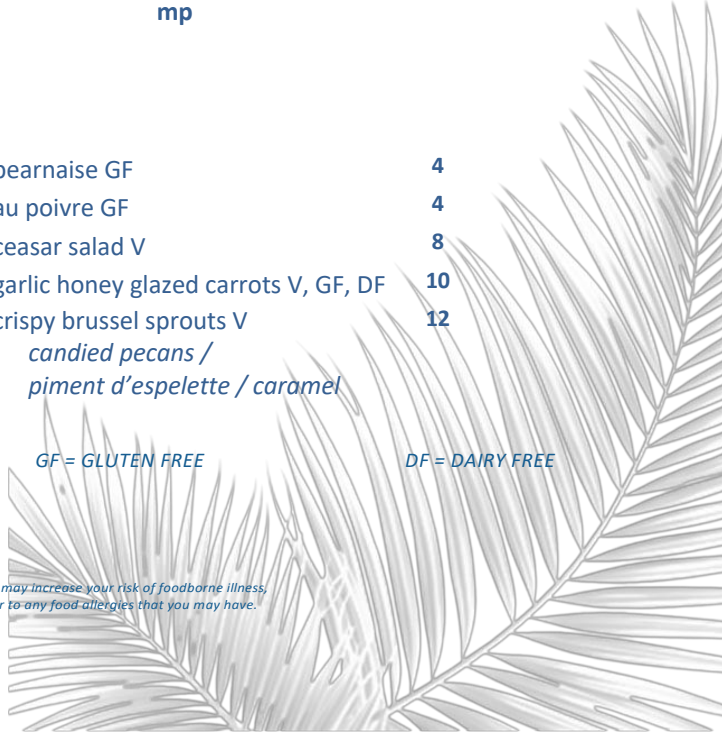 mp
bearnaise GF 4
au poivre GF 4
ceasar salad V 8
garlic honey glazed carrots V, GF, DF 10
crispy brussel sprouts V 12
candied pecans /
piment d’espelette / caramel
GF = GLUTEN FREE DF = DAIRY FREE
may increase your risk of foodborne illness,
r to any food allergies that you may have.